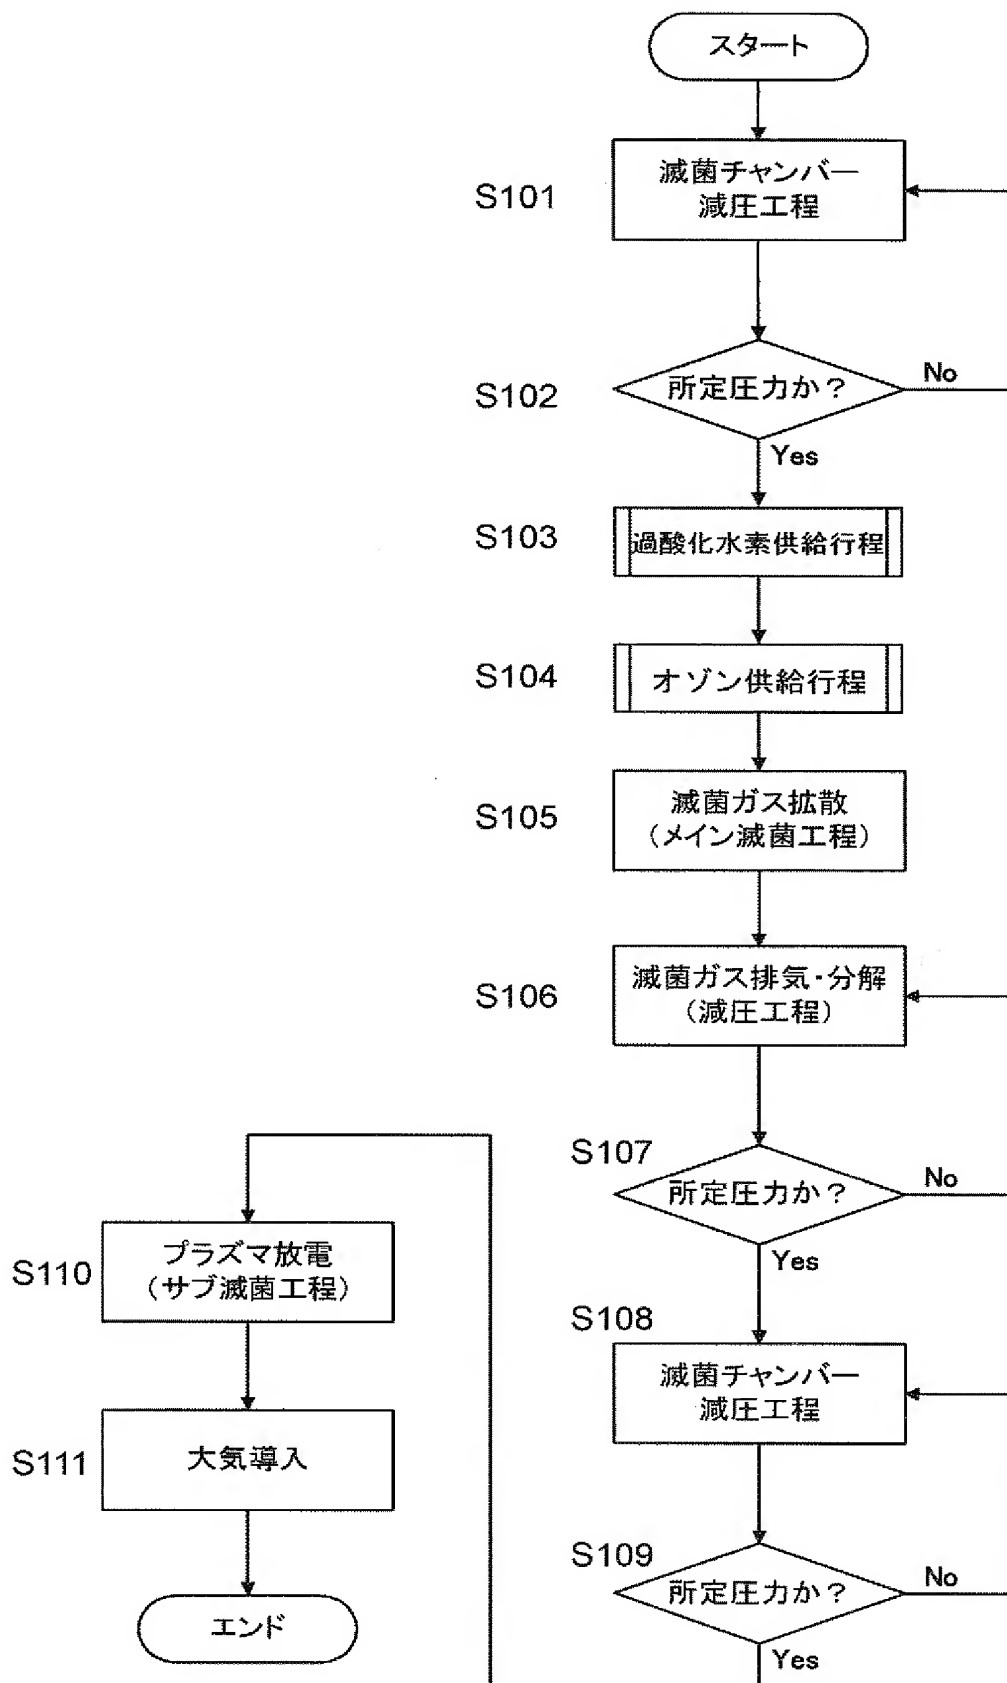 スタート
S101
滅菌チャンバー
減圧工程
S102
所定圧力か？
No
Yes
S103
過酸化水素供給行程
S104
オゾン供給行程
S105
滅菌ガス拡散
（メイン滅菌工程）
S106
滅菌ガス排気・分解
（減圧工程）
S107
所定圧力か？
No
Yes
S108
滅菌チャンバー
減圧工程
S109
所定圧力か？
No
Yes
S110
プラズマ放電
（サブ滅菌工程）
S111
大気導入
エンド